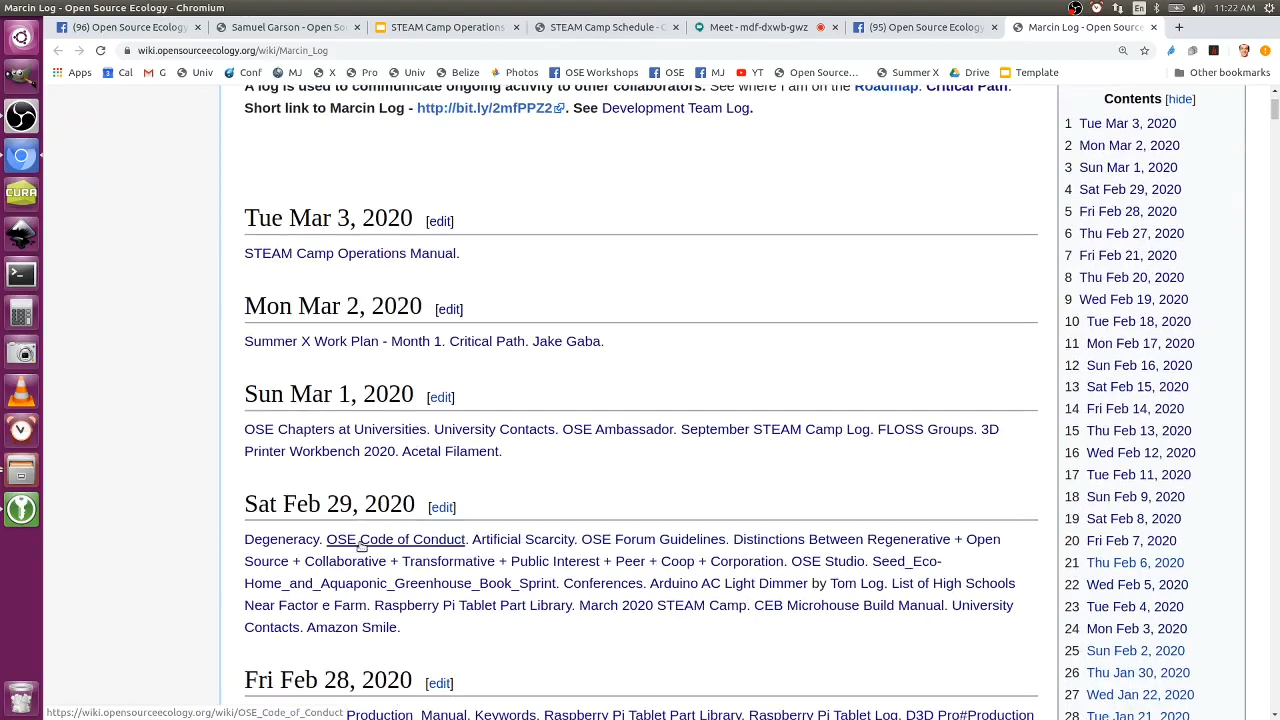 Marcin Log - Open Source Ecology - Chromium
En
11:22 AM
(96) Open Source Ecology
Samuel Garson - Open So
STEAM Camp Operations
STEAM Camp Schedule - C
Meet - mdf-dxwb-gwz
(95) Open Source Ecology
Marcin Log - Open Source
wiki.opensourceecology.org/wiki/Marcin_Log
Apps
Cal
G
Univ
Conf
MJ
X
Pro
Univ
Belize
Photos
OSE Workshops
OSE
MJ
YT
Open Source…
Summer X
Drive
Template
Other bookmarks
A log is used to communicate ongoing activity to other collaborators. See where I am on the Roadmap. Critical Path.
Short link to Marcin Log - http://bit.ly/2mfPPZ2. See Development Team Log.
Tue Mar 3, 2020 [edit]
STEAM Camp Operations Manual.
Mon Mar 2, 2020 [edit]
Summer X Work Plan - Month 1. Critical Path. Jake Gaba.
Sun Mar 1, 2020 [edit]
OSE Chapters at Universities. University Contacts. OSE Ambassador. September STEAM Camp Log. FLOSS Groups. 3D
Printer Workbench 2020. Acetal Filament.
Sat Feb 29, 2020 [edit]
Degeneracy. OSE Code of Conduct. Artificial Scarcity. OSE Forum Guidelines. Distinctions Between Regenerative + Open
Source + Collaborative + Transformative + Public Interest + Peer + Coop + Corporation. OSE Studio. Seed_Eco-
Home_and_Aquaponic_Greenhouse_Book_Sprint. Conferences. Arduino AC Light Dimmer by Tom Log. List of High Schools
Near Factor e Farm. Raspberry Pi Tablet Part Library. March 2020 STEAM Camp. CEB Microhouse Build Manual. University
Contacts. Amazon Smile.
Fri Feb 28, 2020 [edit]
Production_Manual. Keywords. Raspberry Pi Tablet Part Library. Raspberry Pi Tablet Log. D3D Pro#Production
https://wiki.opensourceecology.org/wiki/OSE_Code_of_Conduct
Contents [hide]
1 Tue Mar 3, 2020
2 Mon Mar 2, 2020
3 Sun Mar 1, 2020
4 Sat Feb 29, 2020
5 Fri Feb 28, 2020
6 Thu Feb 27, 2020
7 Fri Feb 21, 2020
8 Thu Feb 20, 2020
9 Wed Feb 19, 2020
10 Tue Feb 18, 2020
11 Mon Feb 17, 2020
12 Sun Feb 16, 2020
13 Sat Feb 15, 2020
14 Fri Feb 14, 2020
15 Thu Feb 13, 2020
16 Wed Feb 12, 2020
17 Tue Feb 11, 2020
18 Sun Feb 9, 2020
19 Sat Feb 8, 2020
20 Fri Feb 7, 2020
21 Thu Feb 6, 2020
22 Wed Feb 5, 2020
23 Tue Feb 4, 2020
24 Mon Feb 3, 2020
25 Sun Feb 2, 2020
26 Thu Jan 30, 2020
27 Wed Jan 22, 2020
28 Tue Jan 21, 2020
CURA